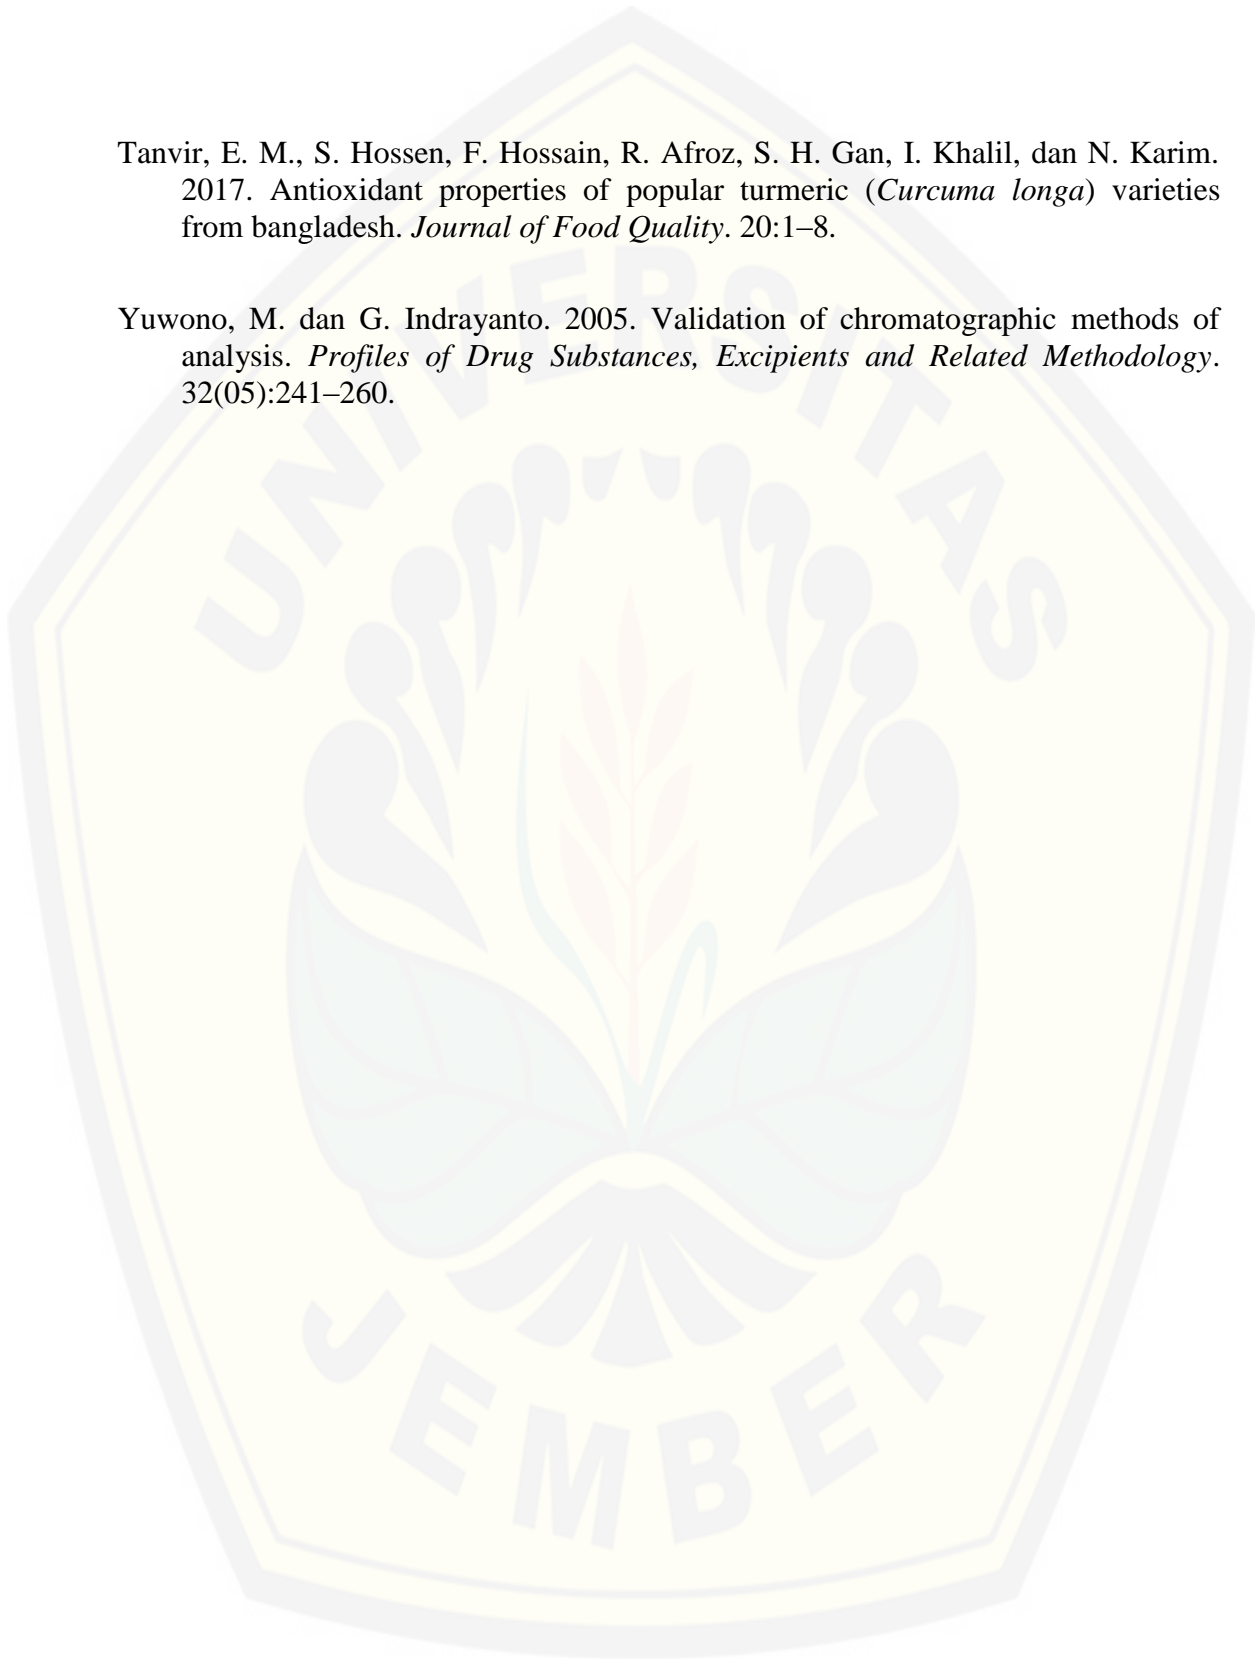 Tanvir, E. M., S. Hossen, F. Hossain, R. Afroz, S. H. Gan, I. Khalil, dan N. Karim.
2017. Antioxidant properties of popular turmeric (Curcuma longa) varieties
from bangladesh. Journal of Food Quality. 20:1–8.
Yuwono, M. dan G. Indrayanto. 2005. Validation of chromatographic methods of
analysis. Profiles of Drug Substances, Excipients and Related Methodology.
32(05):241–260.
UNIVERSITAS
JEMBER